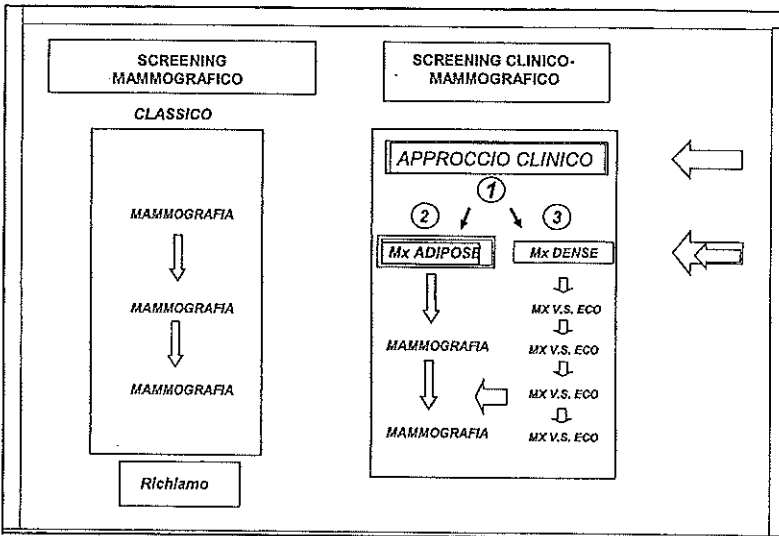 SCREENING
MAMMOGRAFICO
CLASSICO
MAMMOGRAFIA
MAMMOGRAFIA
MAMMOGRAFIA
Richiamo
SCREENING CLINICO-
MAMMOGRAFICO
APPROCCIO CLINICO
1
2
3
Mx ADIPOSE
Mx DENSE
MAMMOGRAFIA
MAMMOGRAFIA
MX V.S. ECO
MX V.S. ECO
MX V.S. ECO
MX V.S. ECO